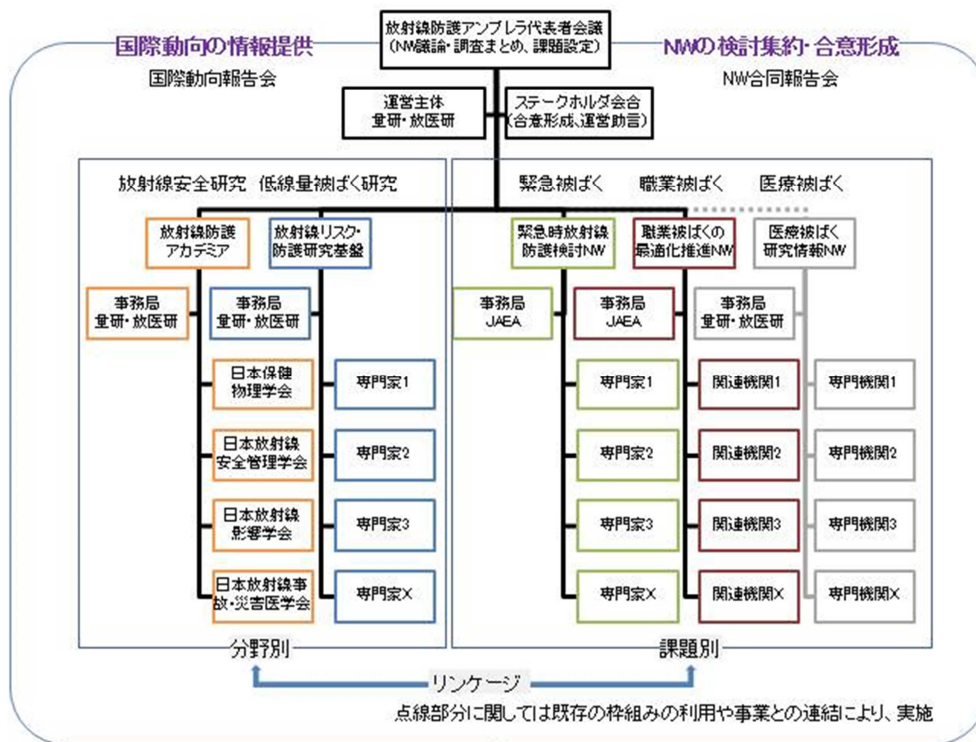 放射線防護アンブレラ代表者会議
(NW議論・調査まとめ、課題設定)
国際動向の情報提供
国際動向報告会
NWの検討集約・合意形成
NW合同報告会
運営主体
量研・放医研
ステークホルダ会合
(合意形成、運営助言)
放射線安全研究
低線量被ばく研究
緊急被ばく
職業被ばく
医療被ばく
放射線防護
アカデミア
放射線リスク・
防護研究基盤
緊急時放射線
防護検討NW
職業被ばくの
最適化推進NW
医療被ばく
研究情報NW
事務局
量研・放医研
事務局
量研・放医研
事務局
JAEA
事務局
JAEA
事務局
量研・放医研
日本保健
物理学会
専門家1
専門家1
関連機関1
専門機関1
日本放射線
安全管理学会
専門家2
専門家2
関連機関2
専門機関2
日本放射線
影響学会
専門家3
専門家3
関連機関3
専門機関3
日本放射線事
故・災害医学会
専門家X
専門家X
関連機関X
専門機関X
分野別
課題別
リンケージ
点線部分に関しては既存の枠組みの利用や事業との連結により、実施